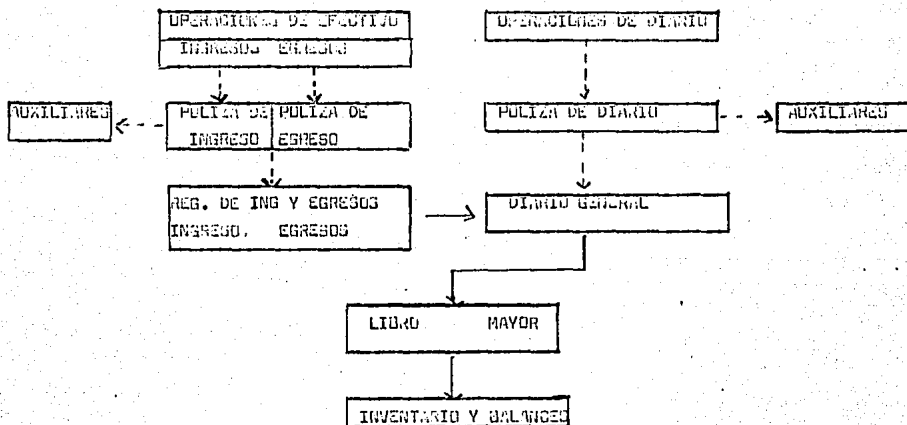 OPERACIONES DE EFECTIVO
INGRESOS EGRESOS
OPERACIONES DE DIARIO
AUXILIARES
POLIZA DE POLIZA DE
INGRESO EGRESO
POLIZA DE DIARIO
AUXILIARES
REG. DE ING Y EGRESOS
INGRESO. EGRESOS
DIARIO GENERAL
LIBRO MAYOR
INVENTARIO Y BALANCES